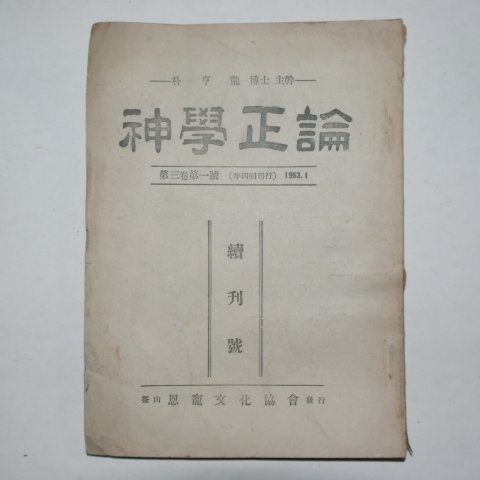 朴亨龍 博士 主幹
神學正論
第三卷第一號 (年四回刊行) 1953.1
續刊號
釜山 恩寵文化協會 發行